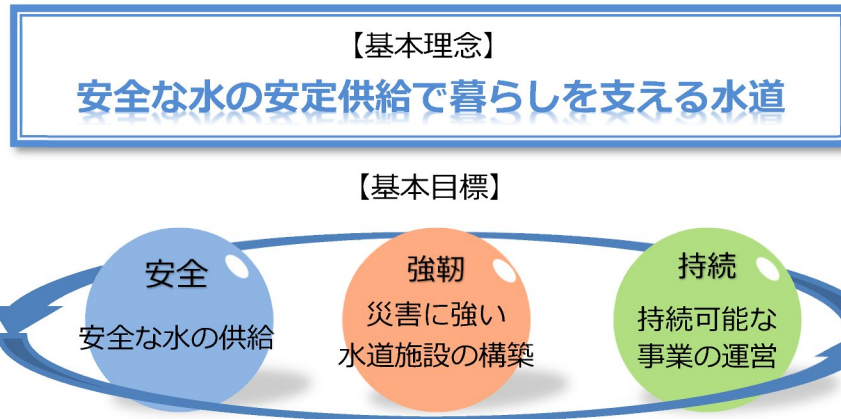 【基本理念】
安全な水の安定供給で暮らしを支える水道
【基本目標】
安全
安全な水の供給
強靭
災害に強い
水道施設の構築
持続
持続可能な
事業の運営